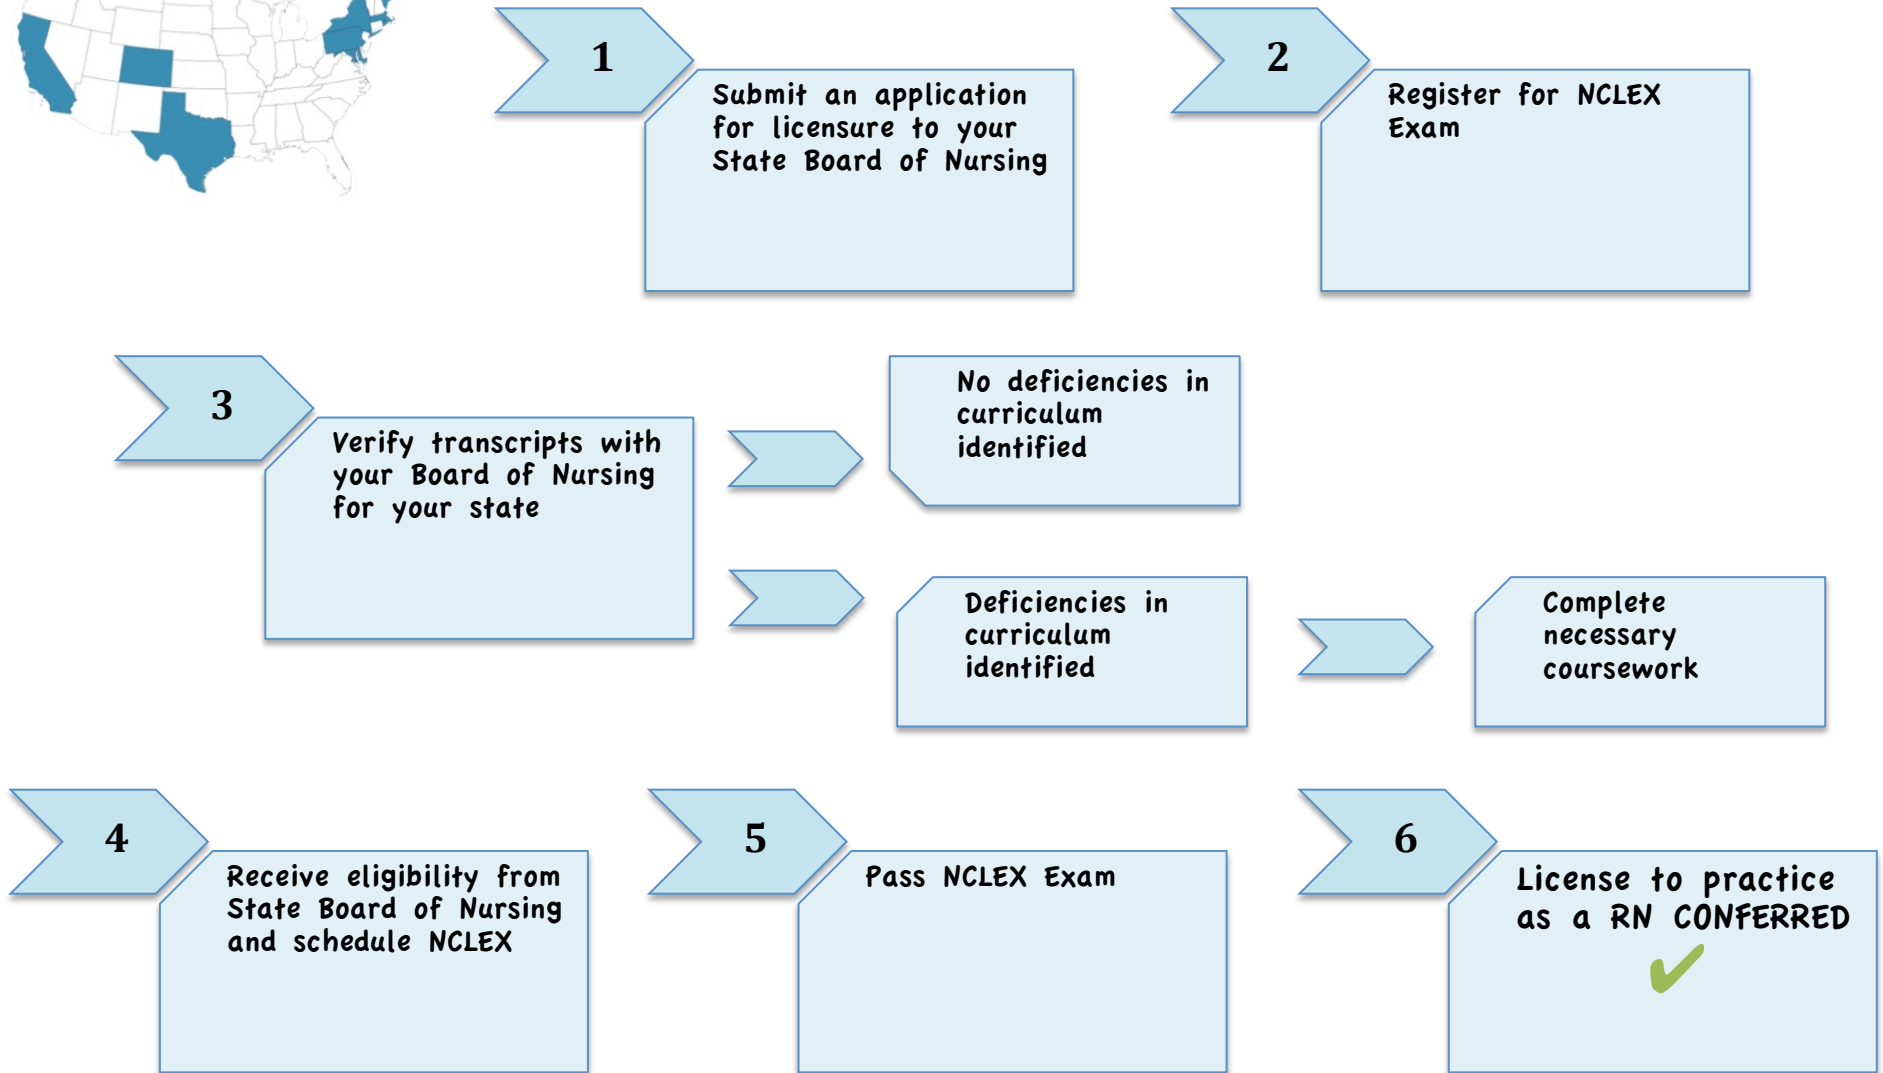 1
Submit an application
for licensure to your
State Board of Nursing
2
Register for NCLEX
Exam
3
Verify transcripts with
your Board of Nursing
for your state
No deficiencies in
curriculum
identified
Deficiencies in
curriculum
identified
Complete
necessary
coursework
4
Receive eligibility from
State Board of Nursing
and schedule NCLEX
5
Pass NCLEX Exam
6
License to practice
as a RN CONFERRED